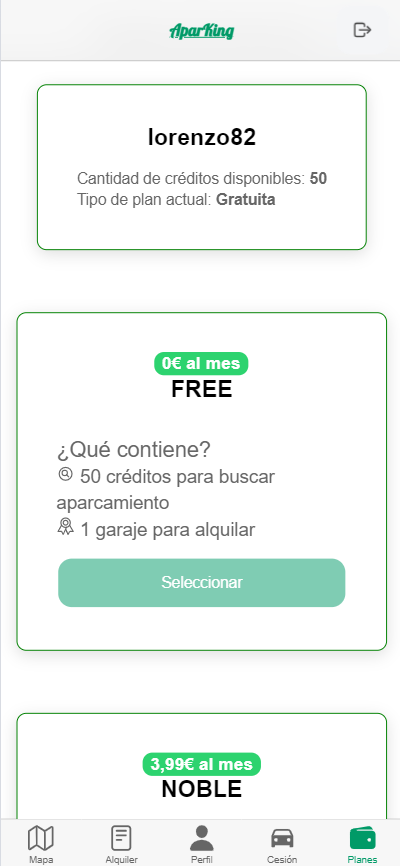 AparKing
lorenzo82
Cantidad de créditos disponibles: 50
Tipo de plan actual: Gratuita
0€ al mes
FREE
¿Qué contiene?
50 créditos para buscar
aparcamiento
1 garaje para alquilar
Seleccionar
3,99€ al mes
NOBLE
Mapa
Alquiler
Perfil
Cesión
Planes